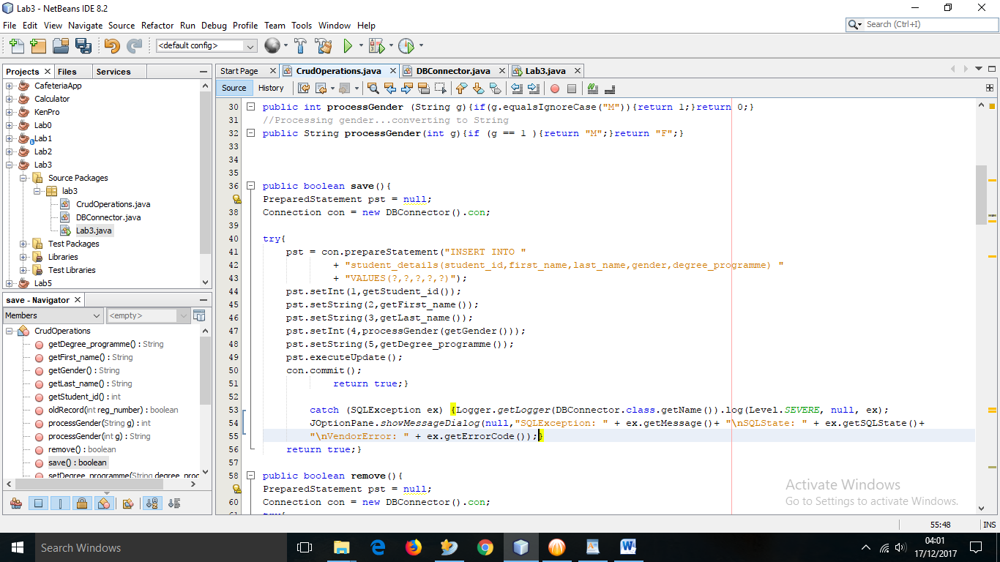 Lab3 - NetBeans IDE 8.2
File Edit View Navigate Source Refactor Run Debug Profile Team Tools Window Help
Search (Ctrl+I)
<default config>
Projects Files Services
CafeteriaApp
Calculator
KenPro
Lab0
Lab1
Lab2
Lab3
Source Packages
lab3
CrudOperations.java
DBConnector.java
Lab3.java
Test Packages
Libraries
Test Libraries
Lab5
save - Navigator
Members <empty>
CrudOperations
getDegree_programme() : String
getFirst_name() : String
getGender() : String
getLast_name() : String
getStudent_id() : int
oldRecord(int reg_number) : boolean
processGender(String g) : int
processGender(int g) : String
remove() : boolean
save() : boolean
setDegree_programme(String degree_proc
Start Page CrudOperations.java DBConnector.java Lab3.java
Source History
30 public int processGender (String g){if(g.equalsIgnoreCase("M")){return 1;}return 0;}
31 //Processing gender...converting to String
32 public String processGender(int g){if (g == 1 ){return "M";}return "F";}
33
34
35
36 public boolean save(){
PreparedStatement pst = null;
38 Connection con = new DBConnector().con;
39
40 try{
41 pst = con.prepareStatement("INSERT INTO "
42 + "student_details(student_id,first_name,last_name,gender,degree_programme) "
43 + "VALUES(?,?,?,?,?)");
44 pst.setInt(1,getStudent_id());
45 pst.setString(2,getFirst_name());
46 pst.setString(3,getLast_name());
47 pst.setInt(4,processGender(getGender()));
48 pst.setString(5,getDegree_programme());
49 pst.executeUpdate();
50 con.commit();
51 return true;}
52
53 catch (SQLException ex) {Logger.getLogger(DBConnector.class.getName()).log(Level.SEVERE, null, ex);
54 JOptionPane.showMessageDialog(null,"SQLException: " + ex.getMessage()+ "\nSQLState: " + ex.getSQLState()+
55 "\nVendorError: " + ex.getErrorCode());}
56 return true;}
57
58 public boolean remove(){
PreparedStatement pst = null;
60 Connection con = new DBConnector().con;
61 try{
Activate Windows
Go to Settings to activate Windows.
55:48 INS
Search Windows
04:01
17/12/2017